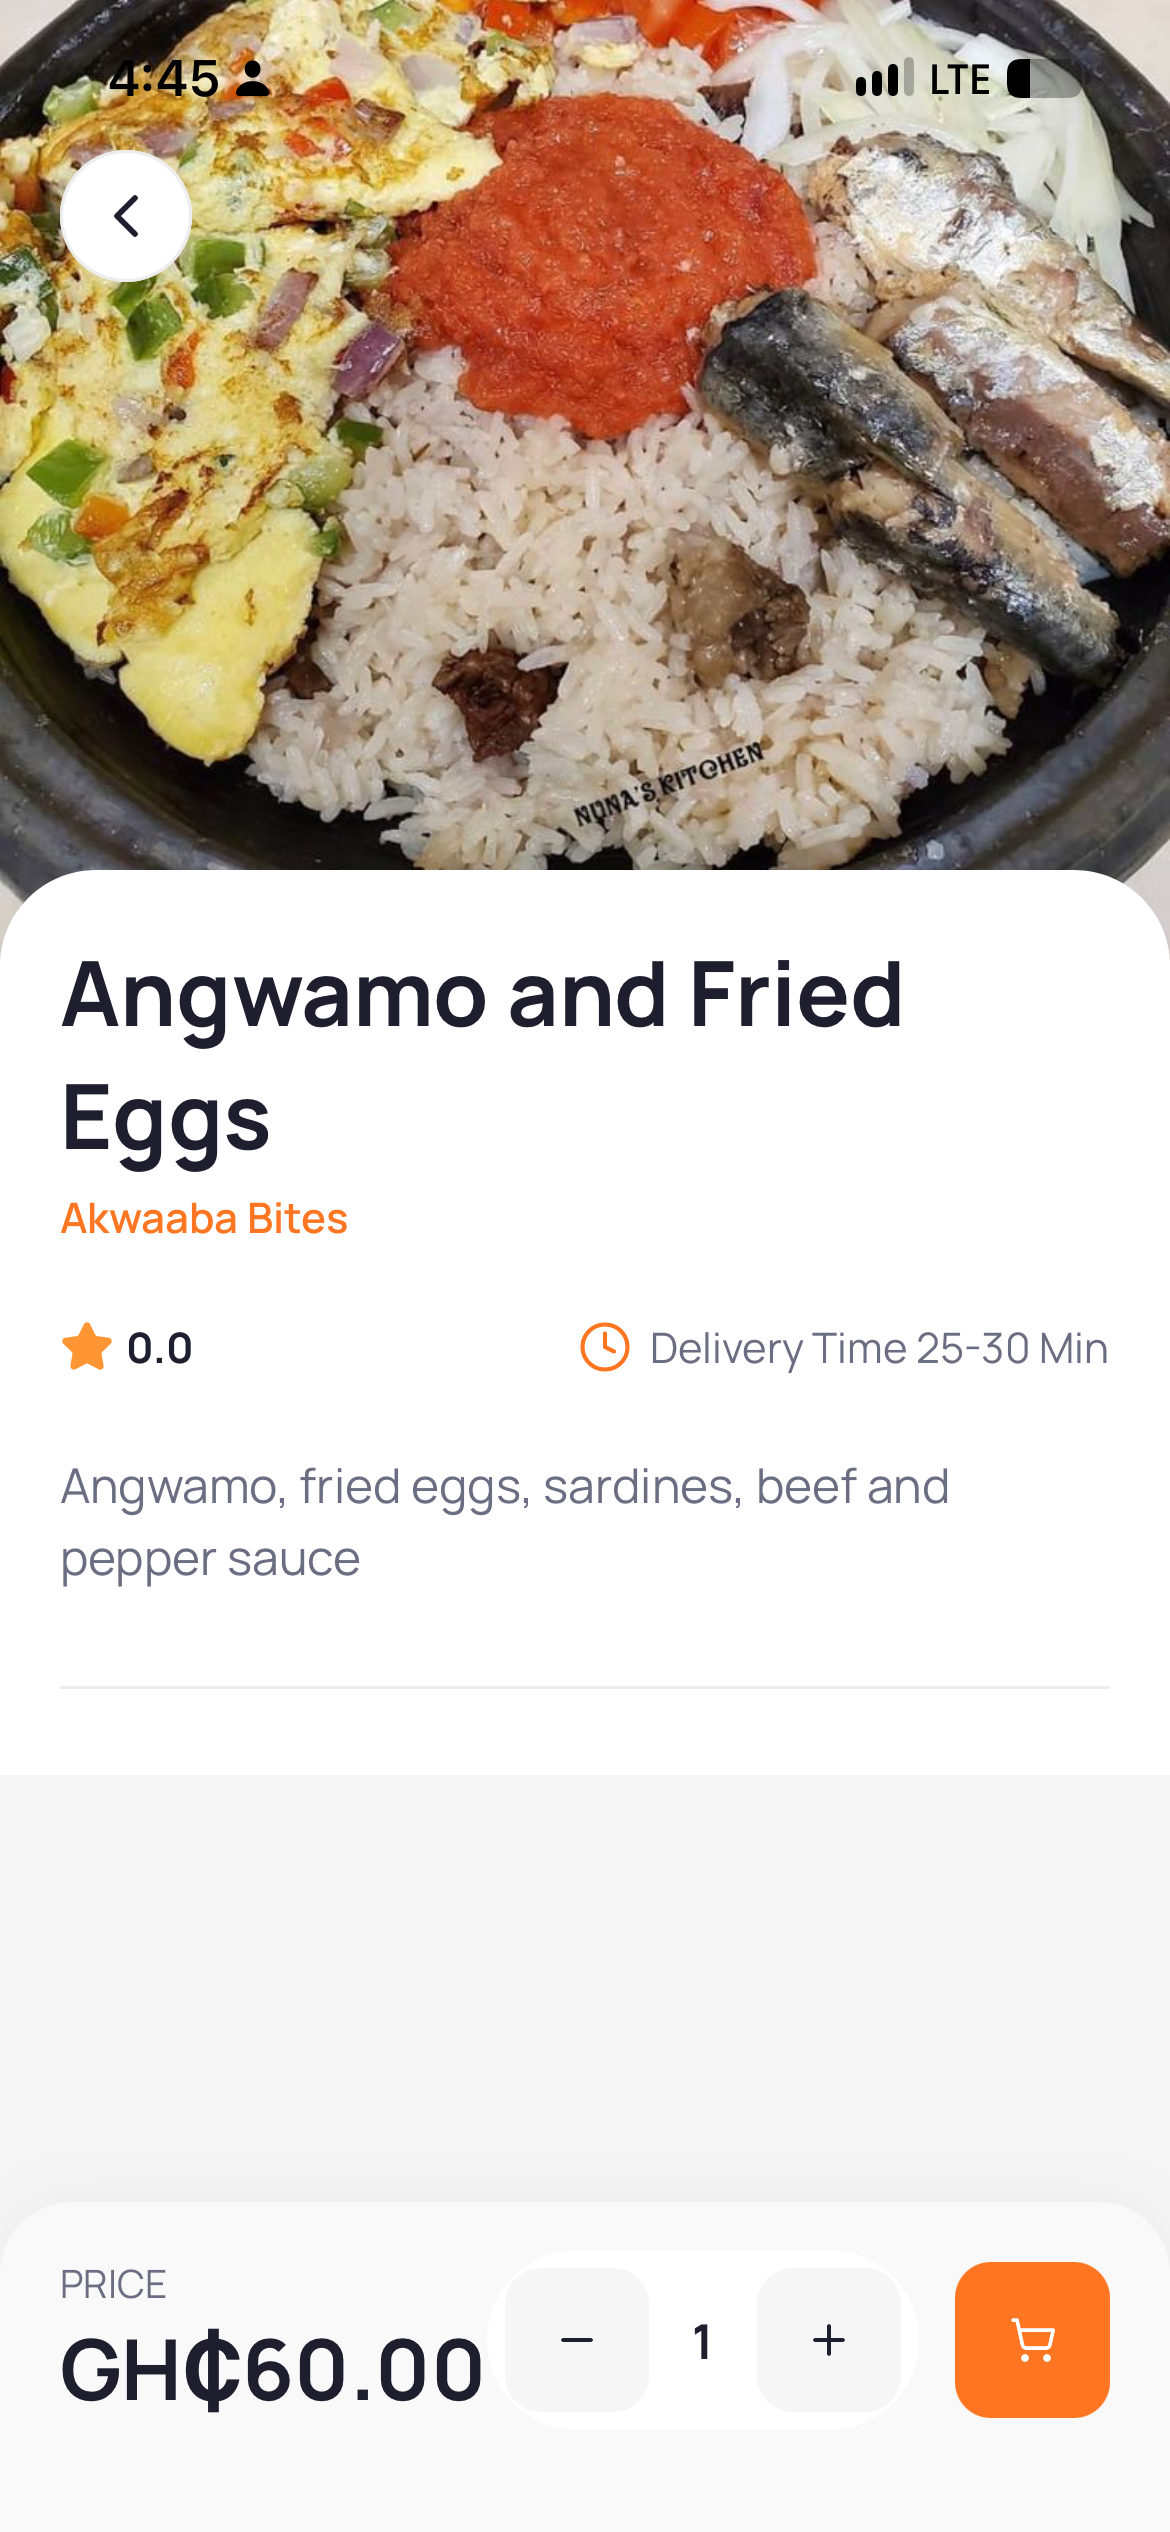 4:45
LTE
NUNA'S KITCHEN
Angwamo and Fried
Eggs
Akwaaba Bites
0.0
Delivery Time 25-30 Min
Angwamo, fried eggs, sardines, beef and
pepper sauce
PRICE
GH₵60.00
1